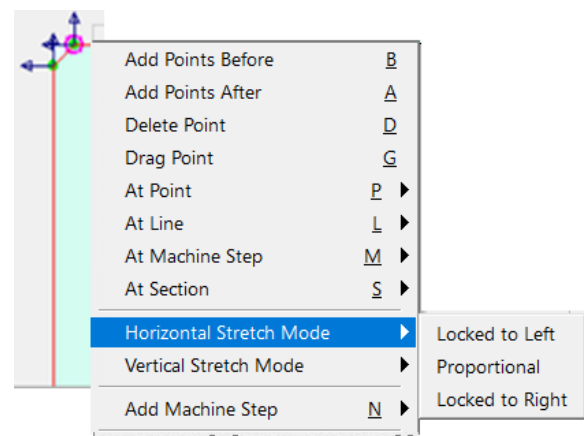 Add Points Before B
Add Points After A
Delete Point D
Drag Point G
At Point P
At Line L
At Machine Step M
At Section S
Horizontal Stretch Mode
Locked to Left
Vertical Stretch Mode
Proportional
Locked to Right
Add Machine Step N